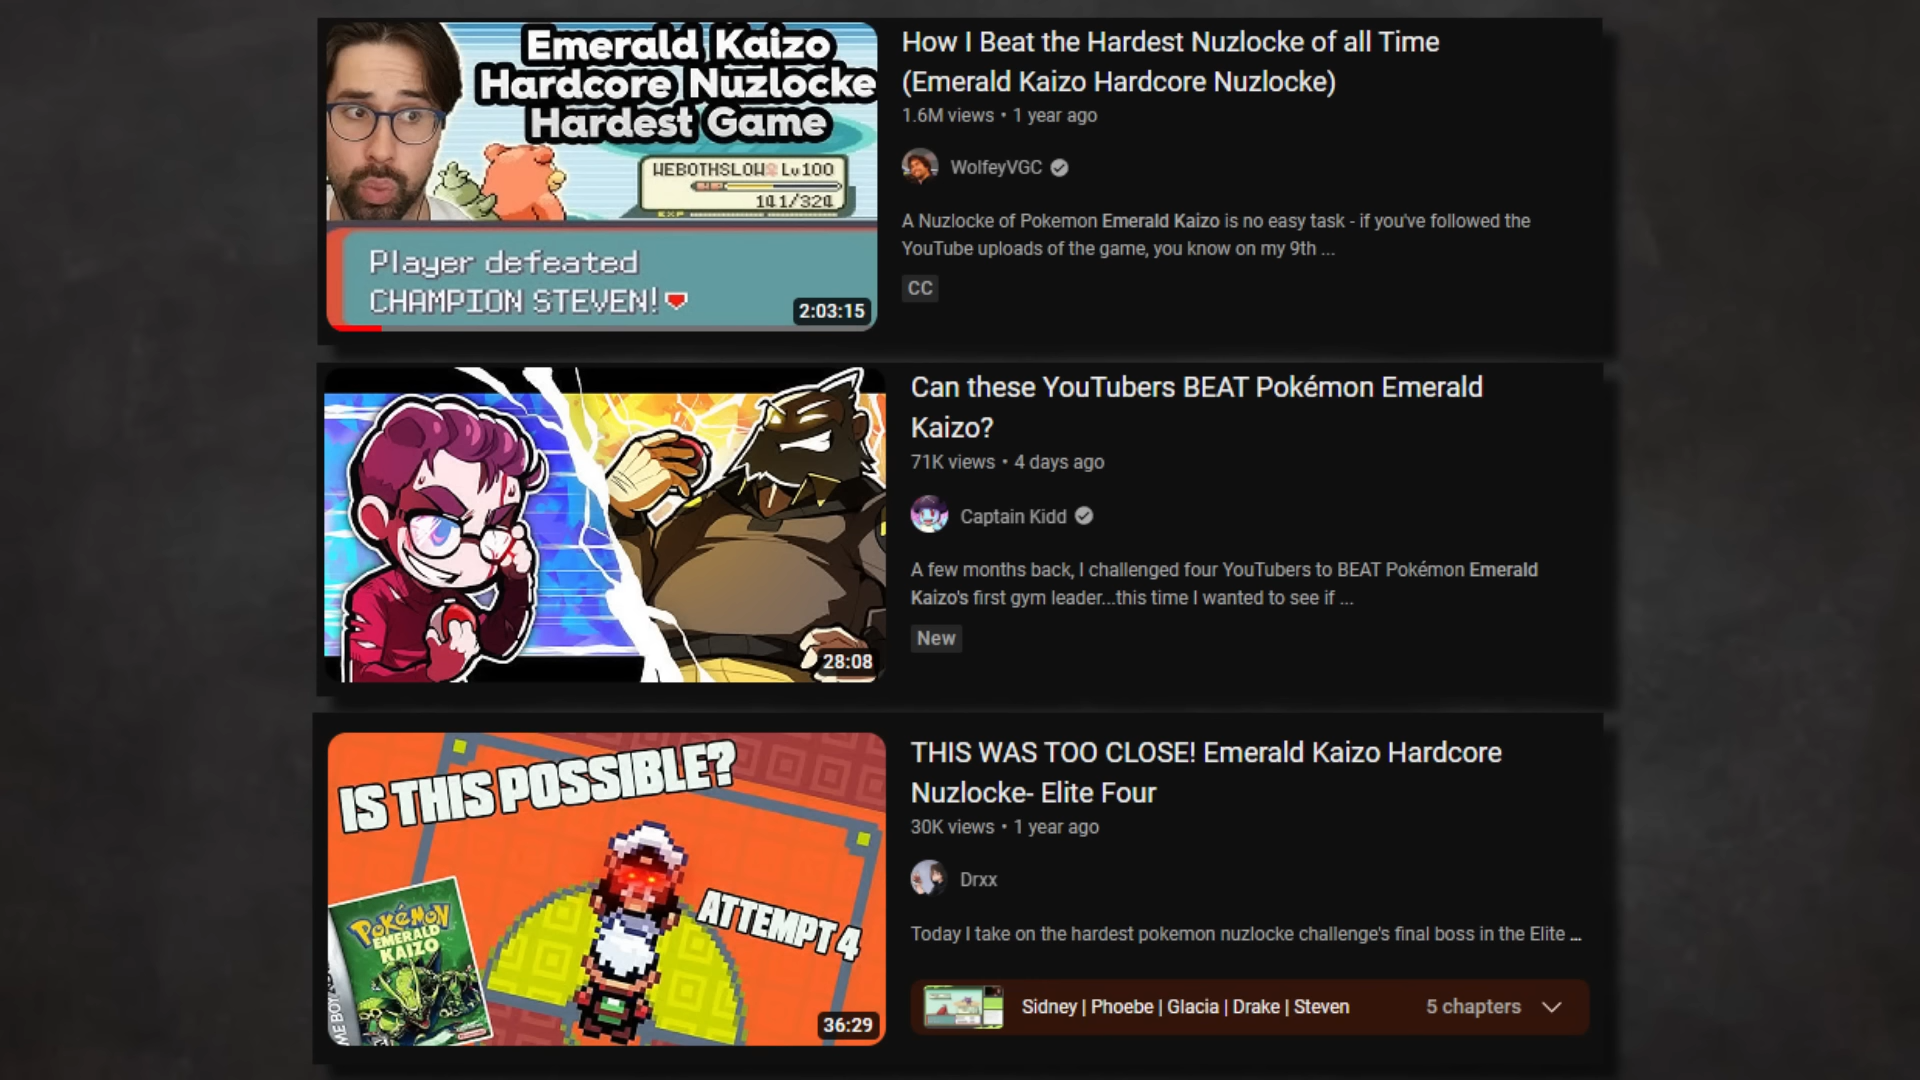 Emerald Kaizo
Hardcore Nuzlocke
Hardest Game
WEBOTHSLOW♀ Lv100
141/324
EXP
Player defeated
CHAMPION STEVEN!
2:03:15
How I Beat the Hardest Nuzlocke of all Time
(Emerald Kaizo Hardcore Nuzlocke)
1.6M views • 1 year ago
WolfeyVGC
A Nuzlocke of Pokemon Emerald Kaizo is no easy task - if you've followed the
YouTube uploads of the game, you know on my 9th ...
CC
28:08
Can these YouTubers BEAT Pokémon Emerald
Kaizo?
71K views • 4 days ago
Captain Kidd
A few months back, I challenged four YouTubers to BEAT Pokémon Emerald
Kaizo's first gym leader...this time I wanted to see if ...
New
IS THIS POSSIBLE?
ATTEMPT 4
POKéMON
EMERALD
KAIZO
36:29
THIS WAS TOO CLOSE! Emerald Kaizo Hardcore
Nuzlocke- Elite Four
30K views • 1 year ago
Drxx
Today I take on the hardest pokemon nuzlocke challenge's final boss in the Elite ...
Sidney | Phoebe | Glacia | Drake | Steven
5 chapters